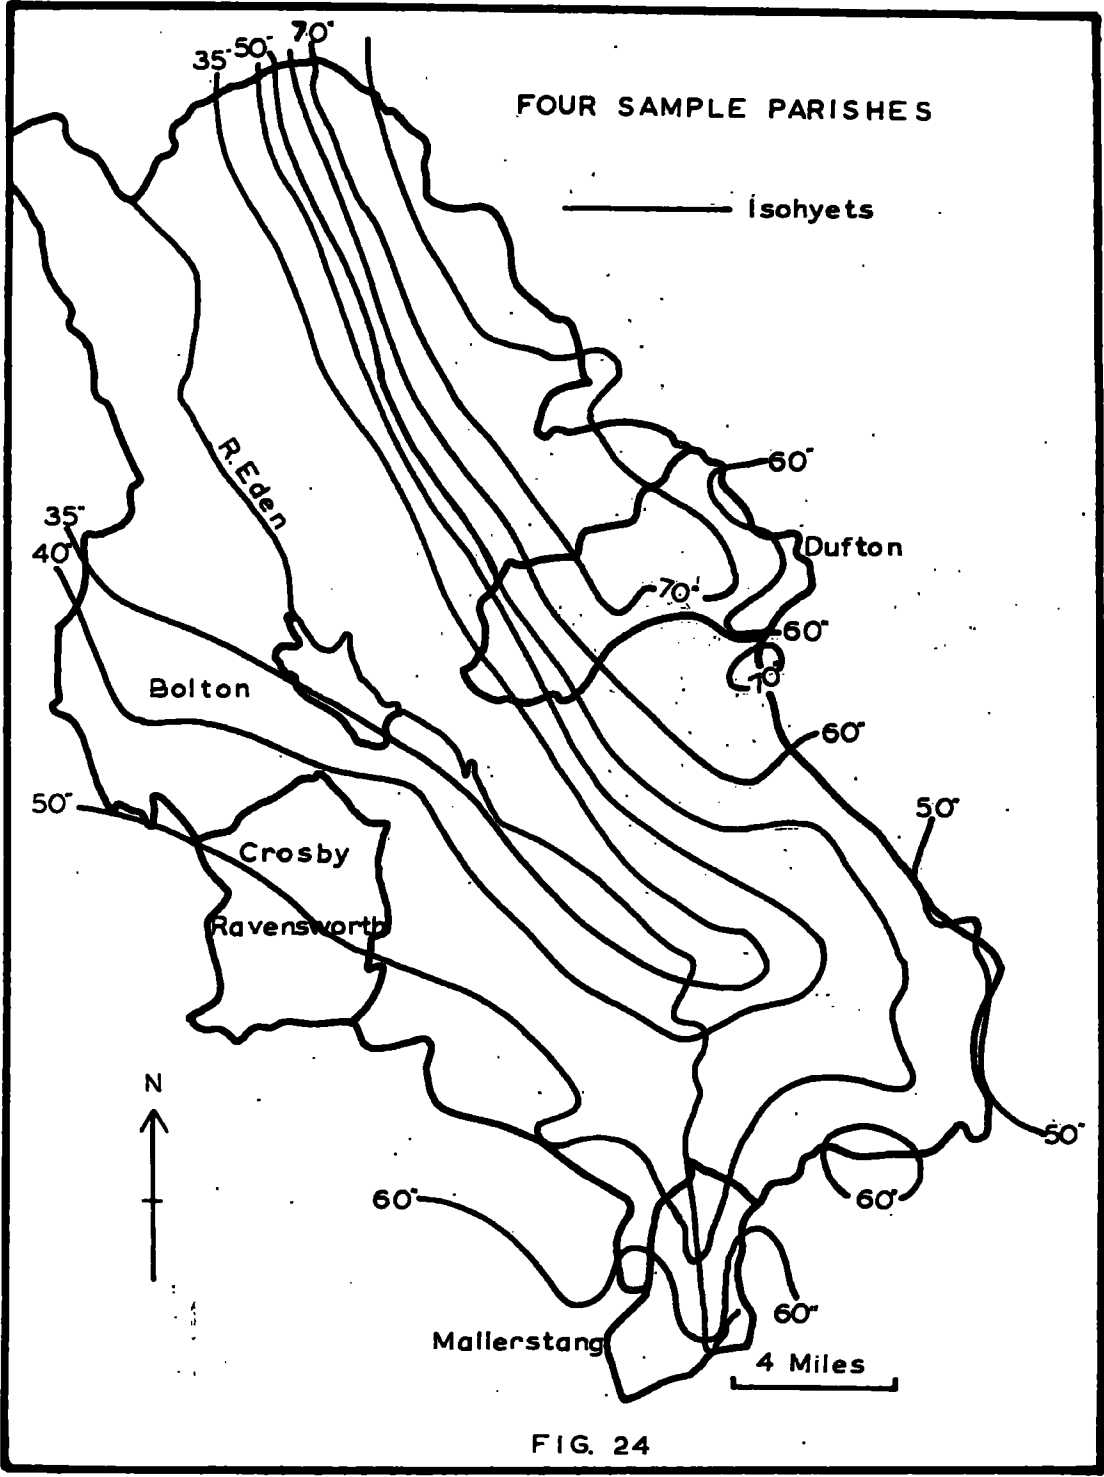 35" 50" 70"
FOUR SAMPLE PARISHES
Isohyets
R. Eden
60"
35"
40"
Dufton
70"
60"
Bolton
70"
60"
50"
50"
Crosby
Ravensworth
N
50"
60"
60"
60"
Mallerstang
4 Miles
FIG. 24